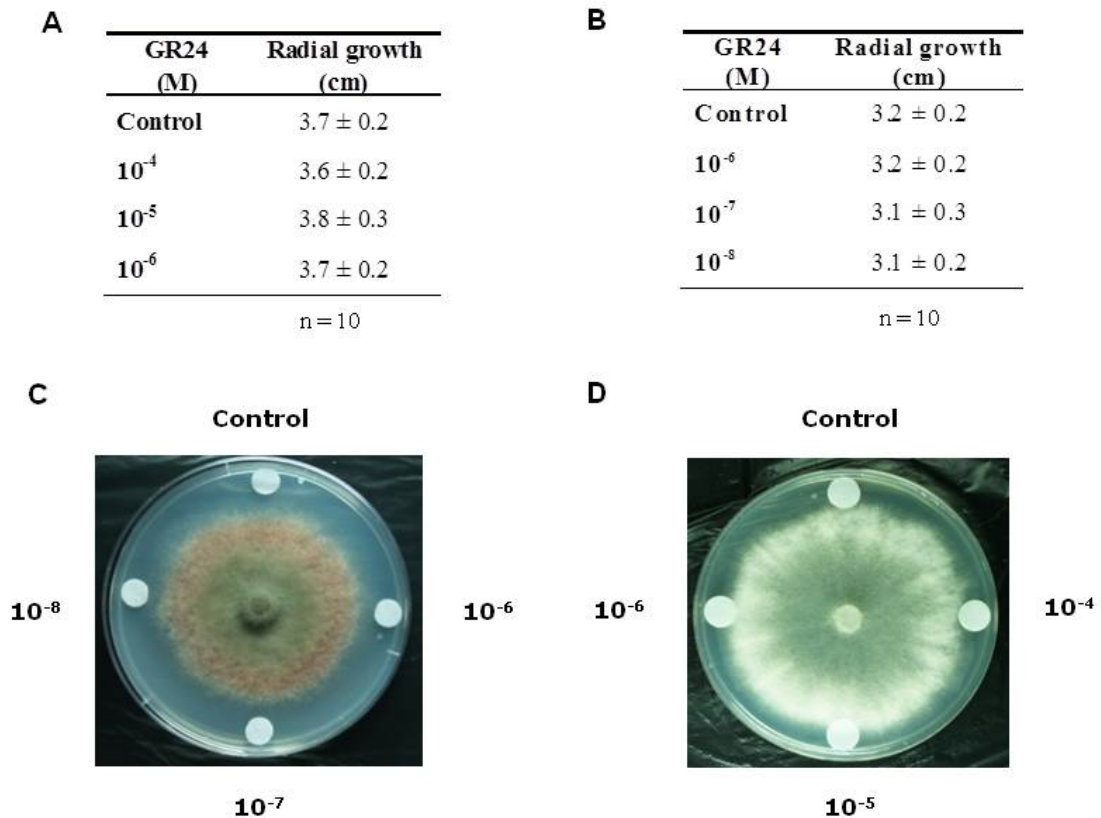 A
GR24 Radial growth
(M) (cm)
Control 3.7 ± 0.2
10⁻⁴ 3.6 ± 0.2
10⁻⁵ 3.8 ± 0.3
10⁻⁶ 3.7 ± 0.2
n = 10
B
GR24 Radial growth
(M) (cm)
Control 3.2 ± 0.2
10⁻⁶ 3.2 ± 0.2
10⁻⁷ 3.1 ± 0.3
10⁻⁸ 3.1 ± 0.2
n = 10
C
Control
10⁻⁸
10⁻⁶
10⁻⁷
D
Control
10⁻⁶
10⁻⁴
10⁻⁵